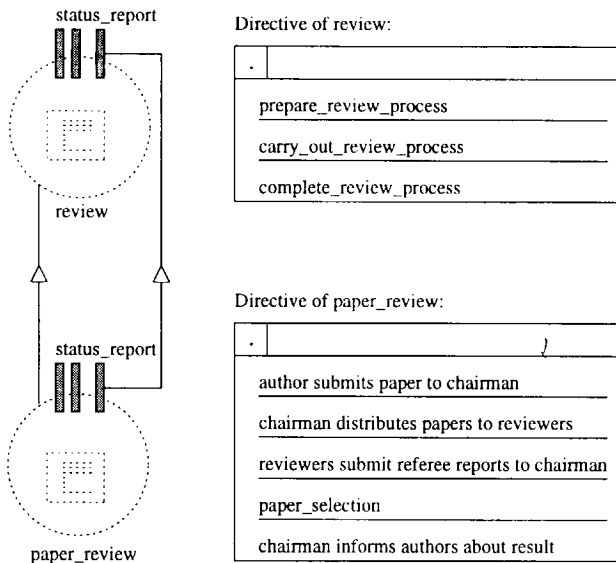 status_report
review
status_report
paper_review
Directive of review:
.
prepare_review_process
carry_out_review_process
complete_review_process
Directive of paper_review:
.
author submits paper to chairman
chairman distributes papers to reviewers
reviewers submit referee reports to chairman
paper_selection
chairman informs authors about result